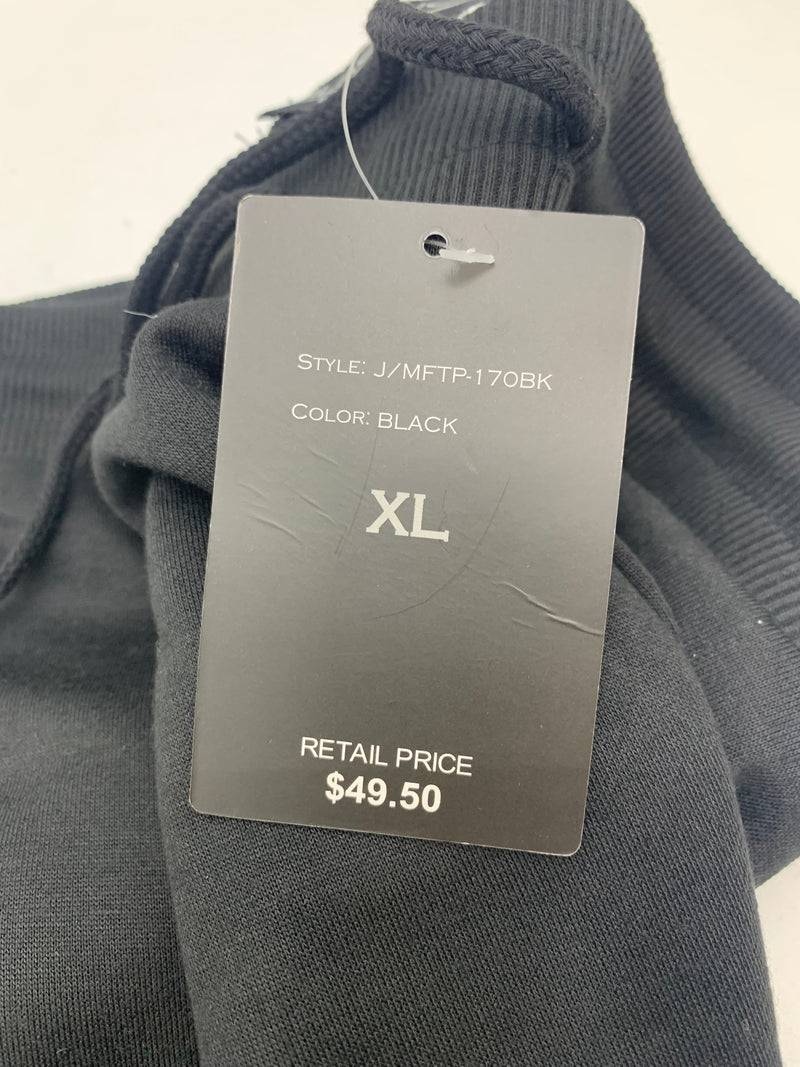 STYLE: J/MFTP-170BK
COLOR: BLACK
XL
RETAIL PRICE
$49.50